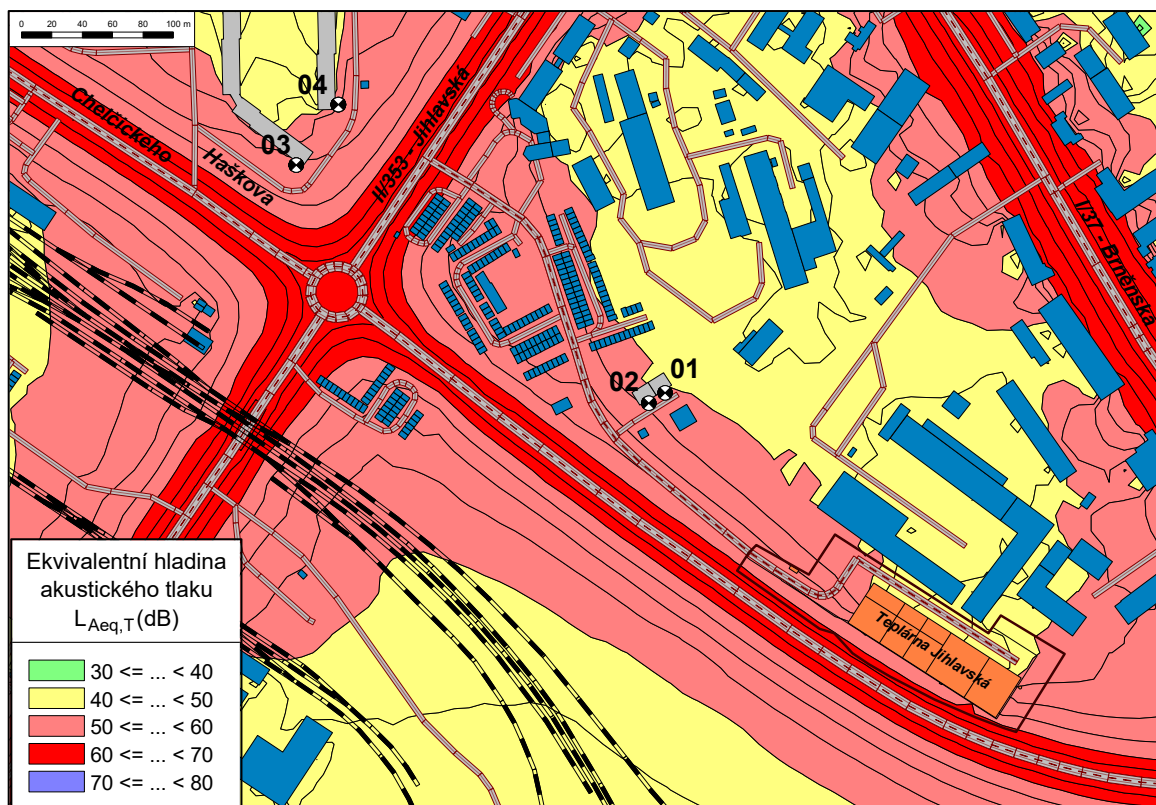 0 20 40 60 80 100 m
04
03
Chelčického
Haškova
II/353 - Jihlavská
I/37 - Brněnská
02
01
Teplárna Jihlavská
Ekvivalentní hladina
akustického tlaku
LAeq,T(dB)
30 <= ... < 40
40 <= ... < 50
50 <= ... < 60
60 <= ... < 70
70 <= ... < 80